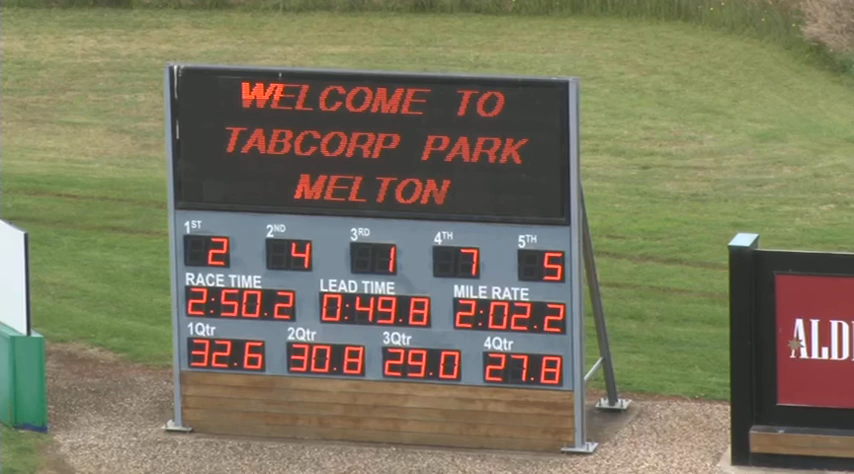 WELCOME TO
TABCORP PARK
MELTON
1ST 2ND 3RD 4TH 5TH
2 4 1 7 5
RACE TIME LEAD TIME MILE RATE
2:50.2 0:49.8 2:02.2
1Qtr 2Qtr 3Qtr 4Qtr
32.6 30.8 29.0 27.8